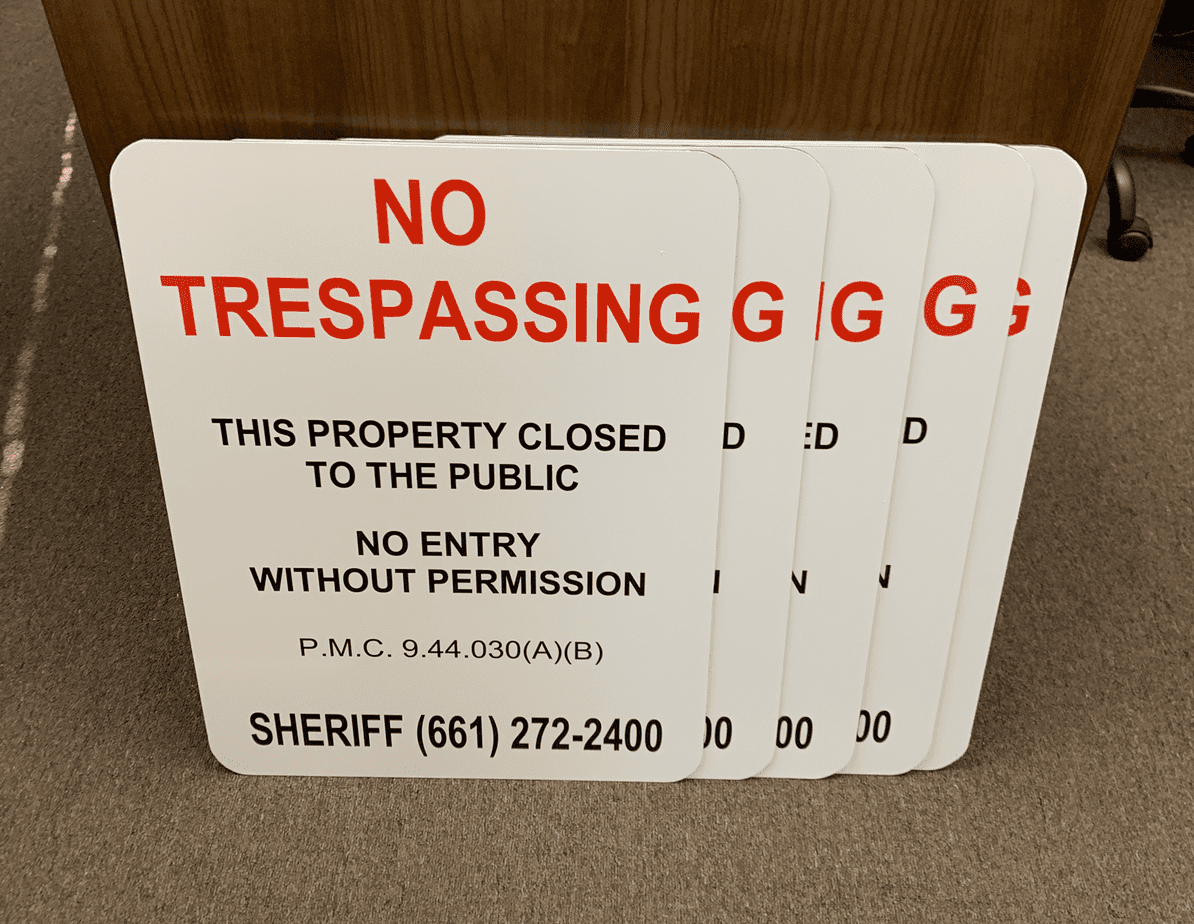 NO
TRESPASSING
THIS PROPERTY CLOSED
TO THE PUBLIC
NO ENTRY
WITHOUT PERMISSION
P.M.C. 9.44.030(A)(B)
SHERIFF (661) 272-2400